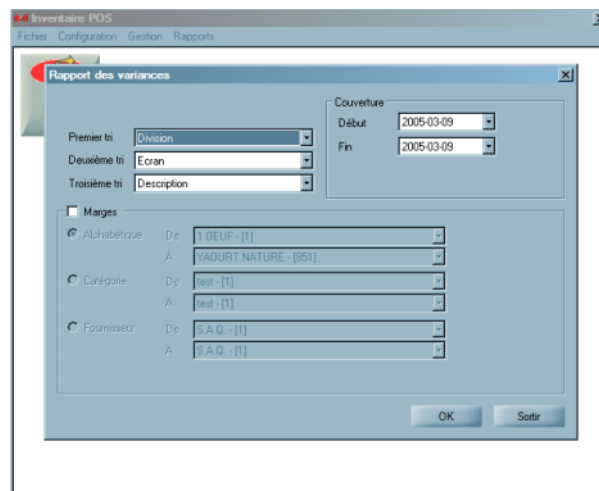 Inventaire POS
Fichier Configuration Gestion Rapports
Rapport des variances
Couverture
Début 2005-03-09
Fin 2005-03-09
Premier tri Division
Deuxième tri Ecran
Troisième tri Description
Marges
Alphabétique De 1 OEUF - [1]
A YAOURT NATURE - [851]
Catégorie De test - [1]
A test - [1]
Fournisseur De S.A.Q. - [1]
A S.A.Q. - [1]
OK Sortir